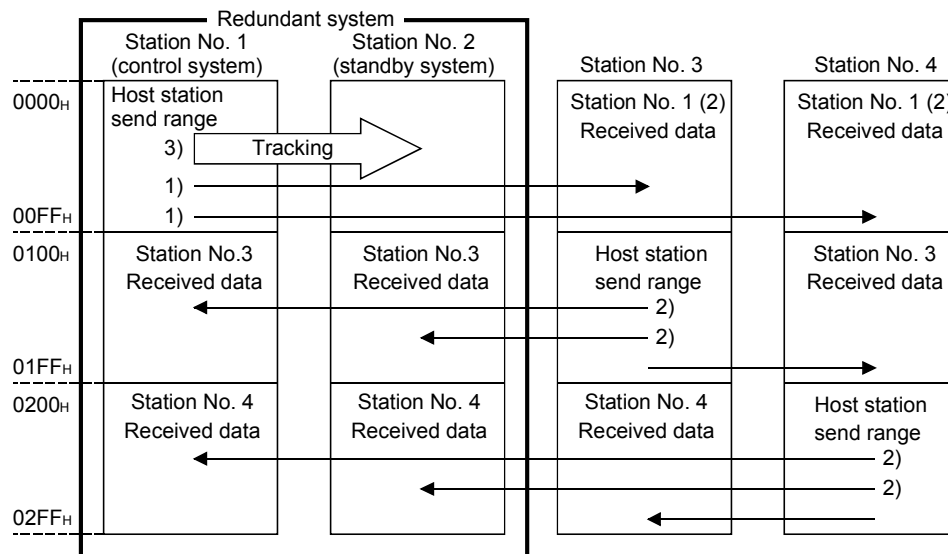 Redundant system
Station No. 1
(control system)
Station No. 2
(standby system)
Station No. 3
Station No. 4
0000H
Host station
send range
3)
Tracking
1)
1)
00FFH
Station No. 1 (2)
Received data
Station No. 1 (2)
Received data
0100H
Station No.3
Received data
Station No.3
Received data
Host station
send range
2)
2)
Station No. 3
Received data
01FFH
0200H
Station No. 4
Received data
Station No. 4
Received data
Station No. 4
Received data
Host station
send range
2)
2)
02FFH